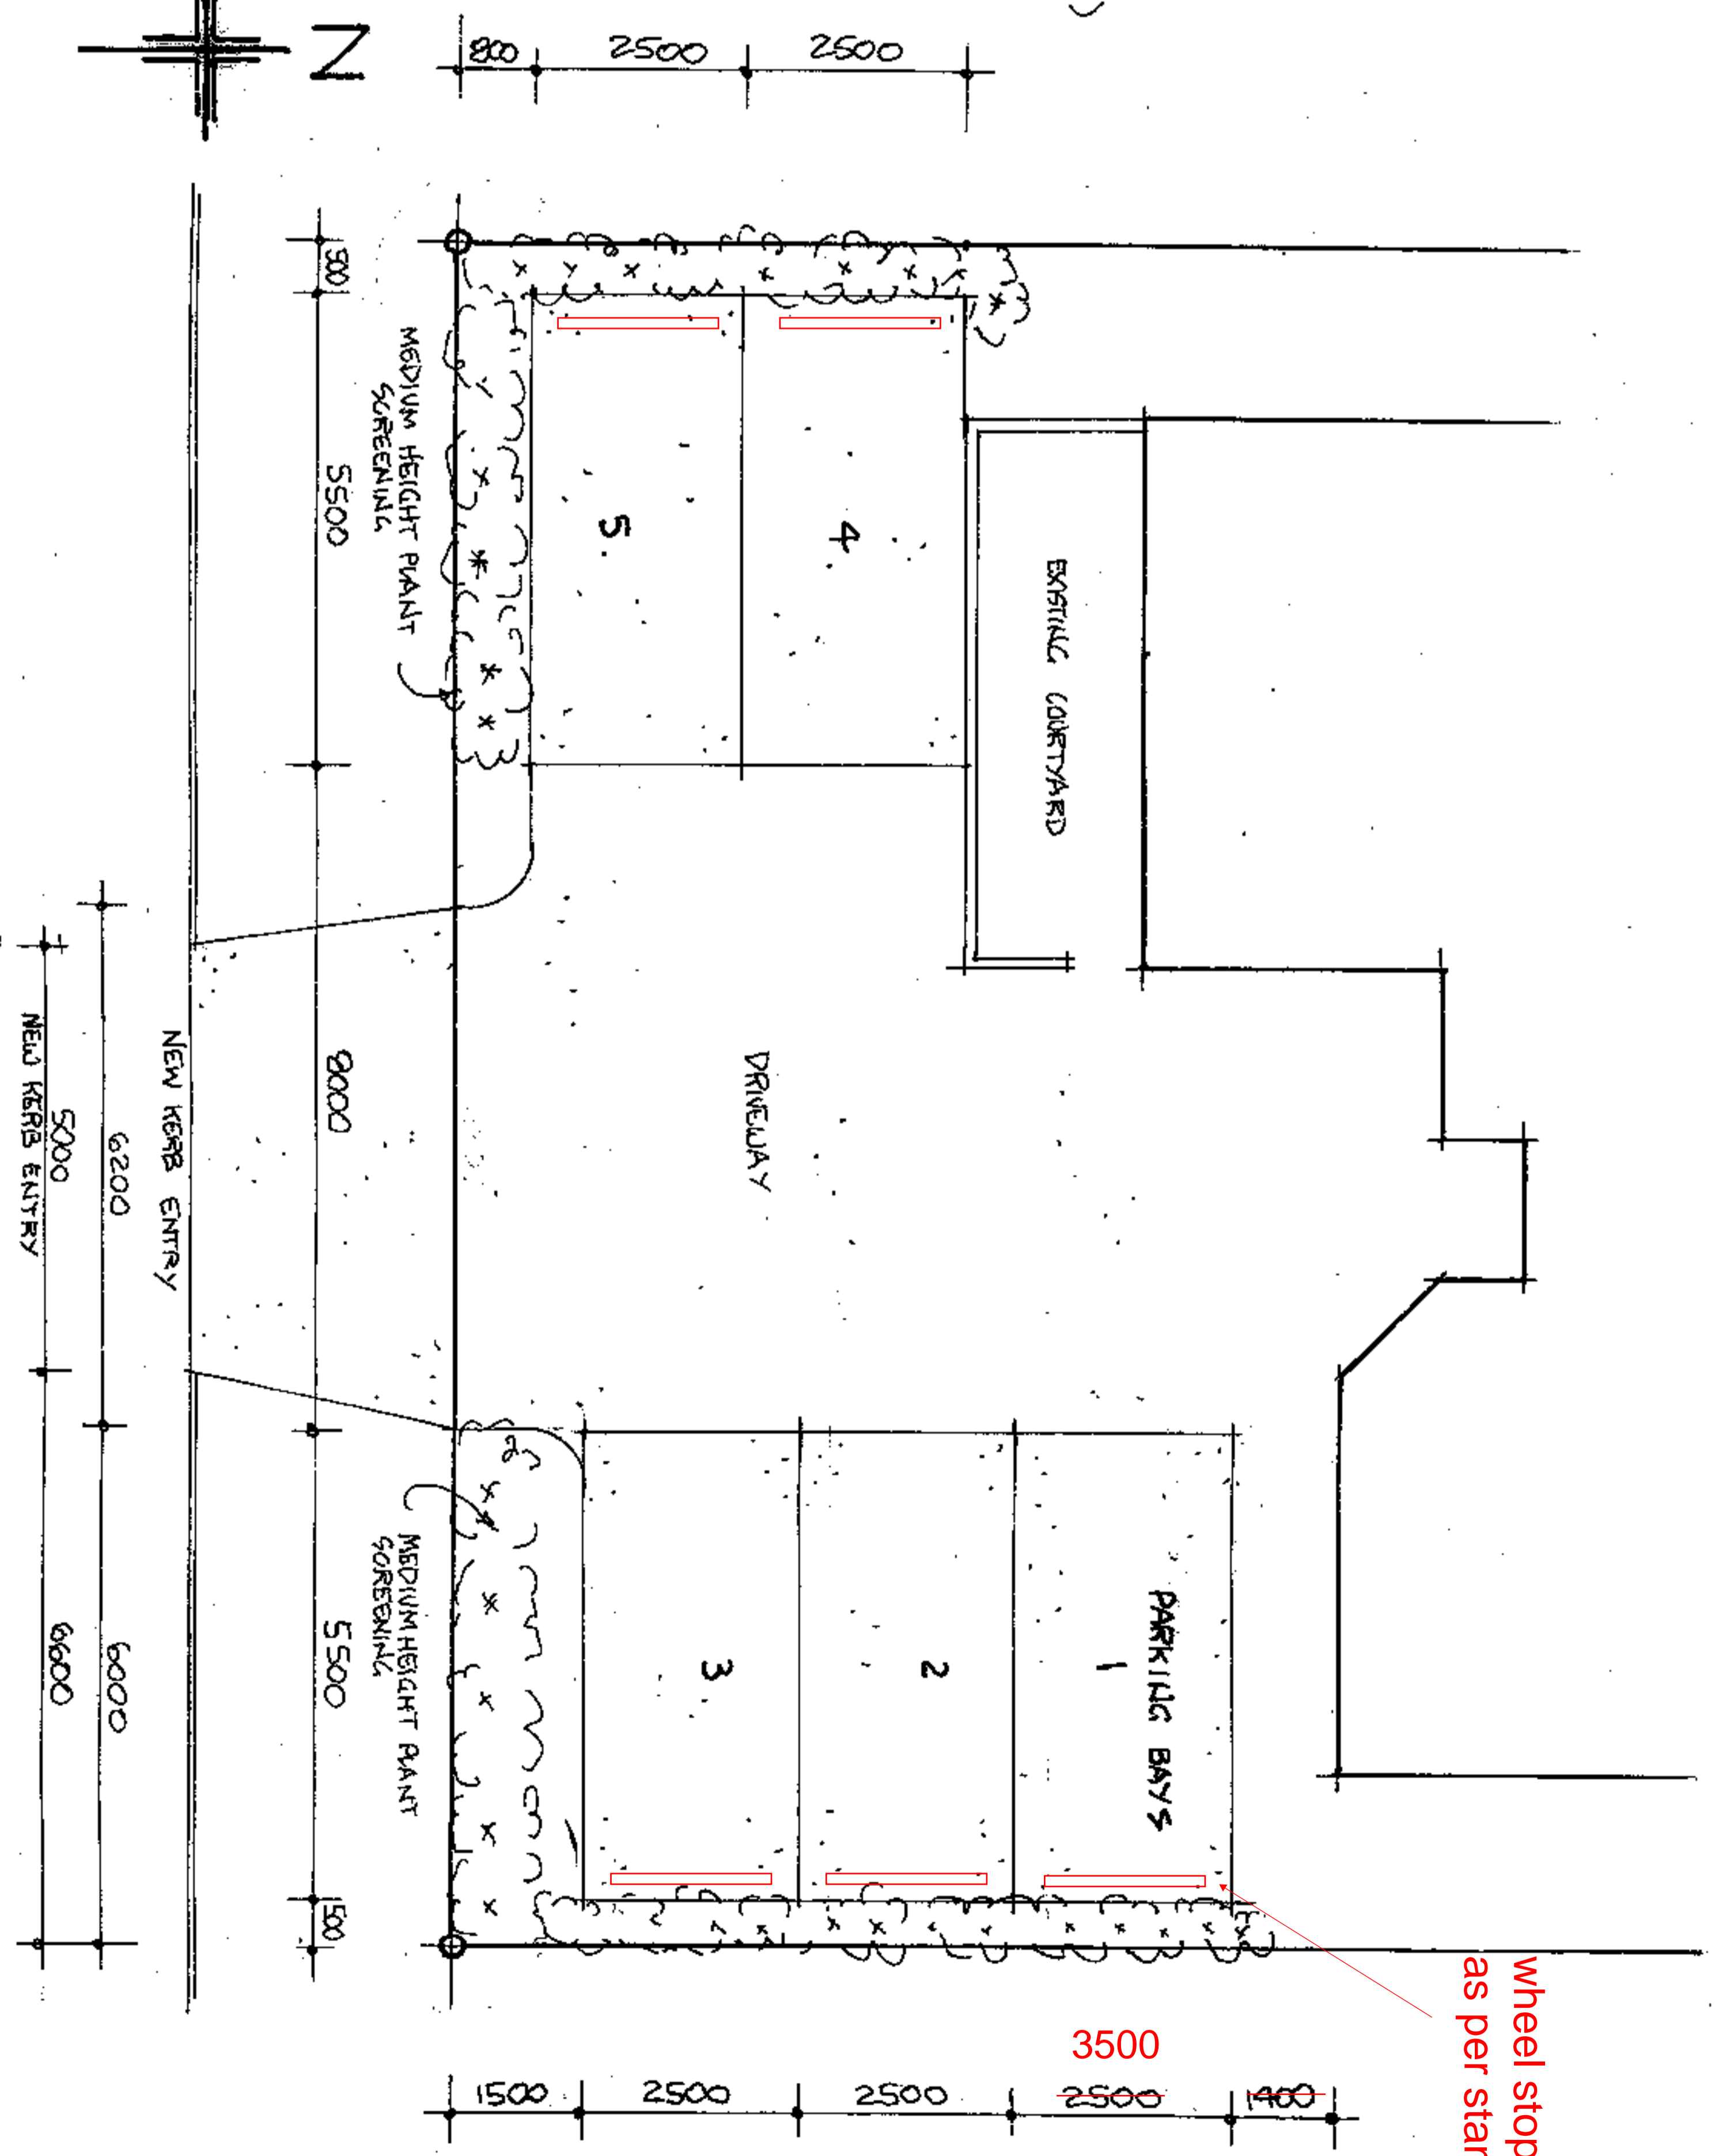 N
800
2500
2500
500
5500
8000
5500
500
MEDIUM HEIGHT PLANT
SCREENING
5.
4.
EXISTING COURTYARD
DRIVEWAY
NEW KERB ENTRY
6200
6000
5000
6600
NEW KERB ENTRY
MEDIUM HEIGHT PLANT
SCREENING
3
2
1
PARKING BAYS
wheel stop
as per star
3500
1500
2500
2500
2500